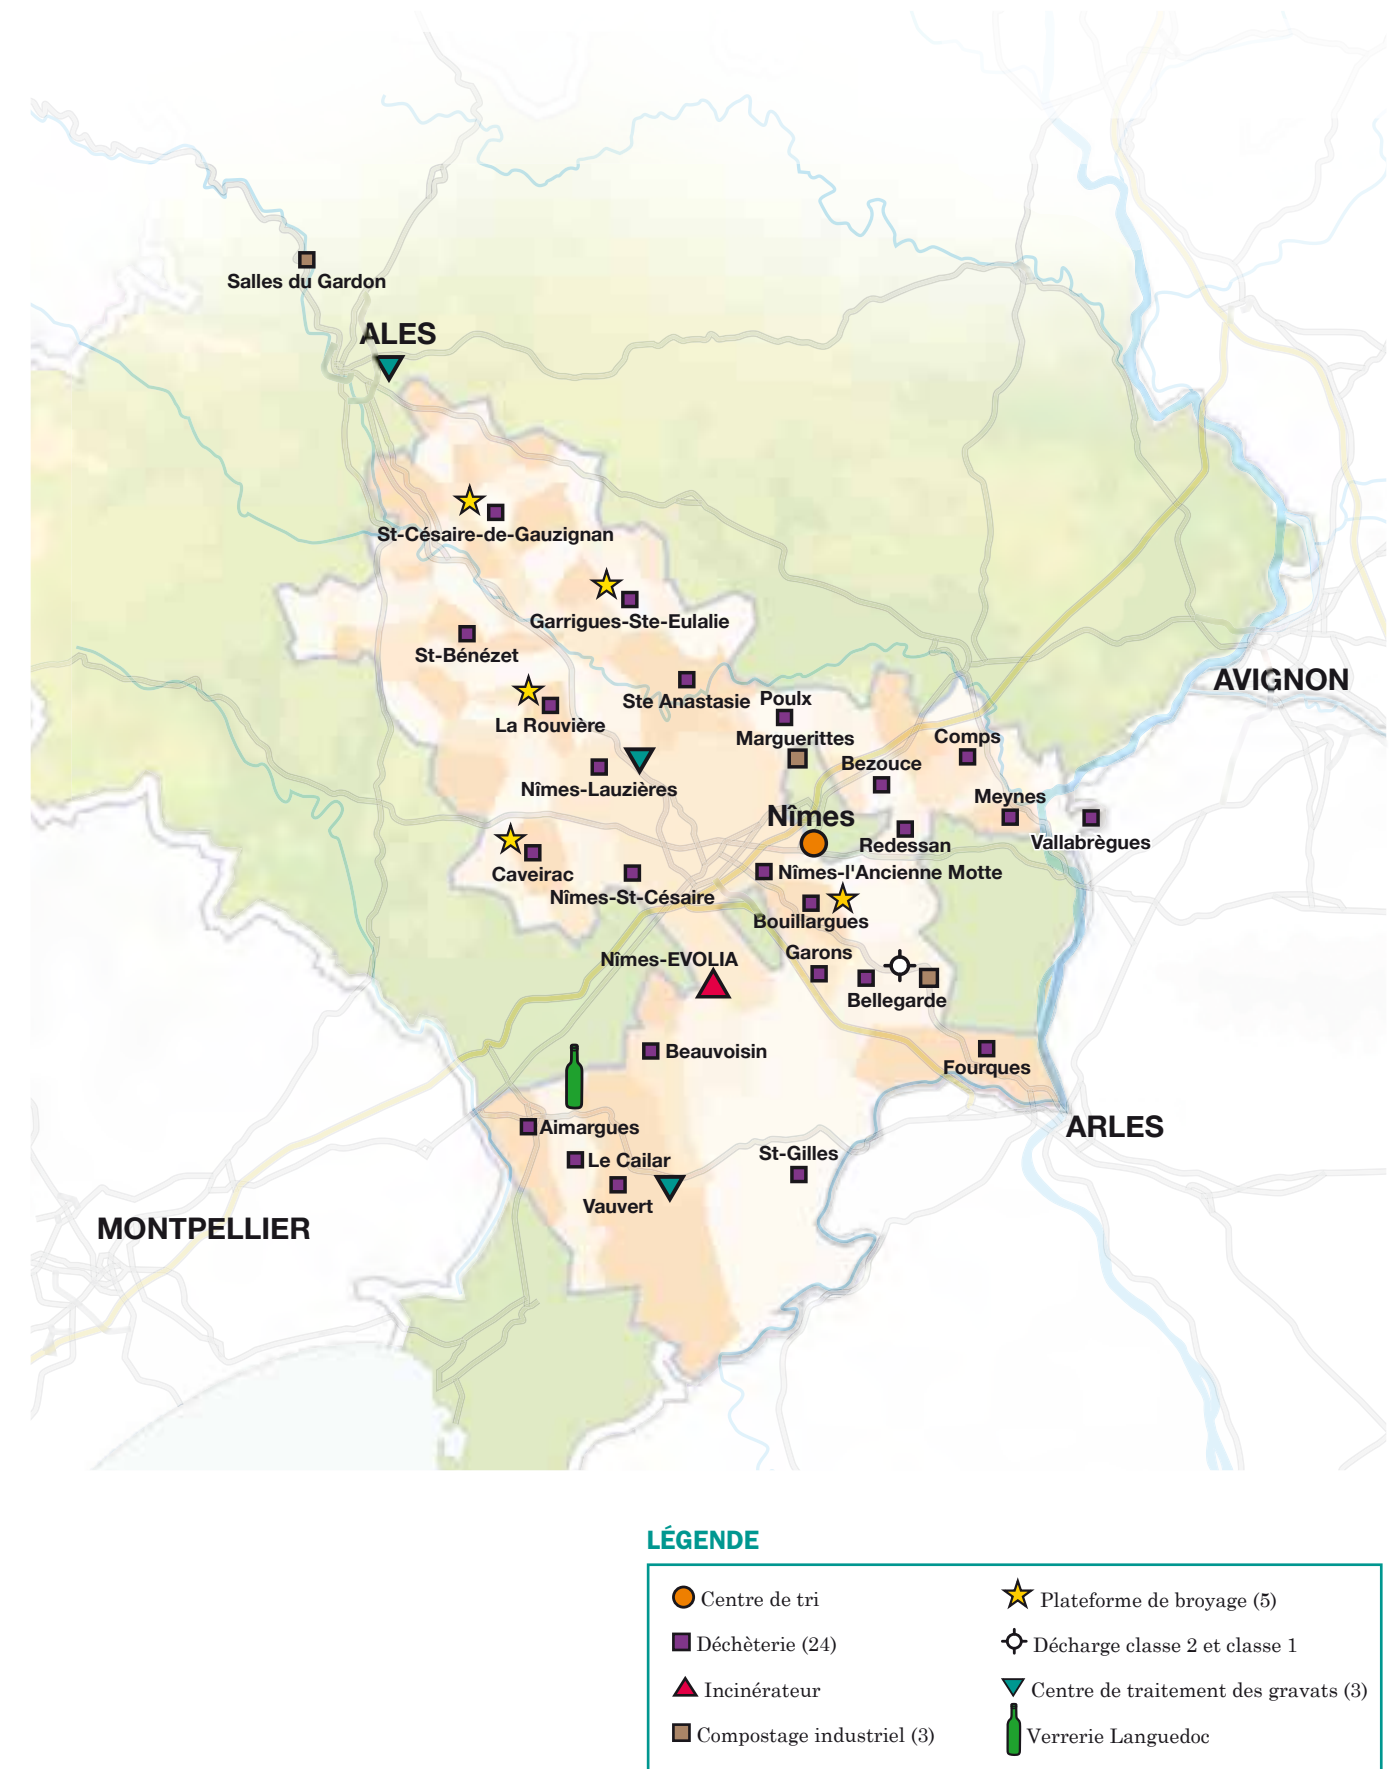 Salles du Gardon
ALES
St-Césaire-de-Gauzignan
Garrigues-Ste-Eulalie
St-Bénézet
AVIGNON
Ste Anastasie
Poulx
La Rouvière
Marguerittes
Comps
Bezouce
Nîmes-Lauzières
Meynes
Nîmes
Redessan
Vallabrègues
Caveirac
Nîmes-l'Ancienne Motte
Nîmes-St-Césaire
Bouillargues
Garons
Nîmes-EVOLIA
Bellegarde
Beauvoisin
Fourques
Aimargues
ARLES
St-Gilles
Le Cailar
Vauvert
MONTPELLIER
LÉGENDE
Centre de tri
Déchèterie (24)
Incinérateur
Compostage industriel (3)
Plateforme de broyage (5)
Décharge classe 2 et classe 1
Centre de traitement des gravats (3)
Verrerie Languedoc